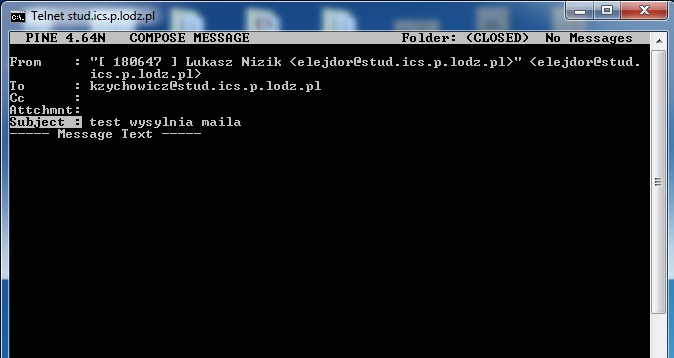 Telnet stud.ics.p.lodz.pl
PINE 4.64N COMPOSE MESSAGE Folder: (CLOSED) No Messages
From : "[ 180647 ] Lukasz Nizik <elejdor@stud.ics.p.lodz.pl>" <elejdor@stud.
ics.p.lodz.pl>
To : kzychowicz@stud.ics.p.lodz.pl
Cc :
Attchmnt:
Subject : test wysylnia maila
----- Message Text -----